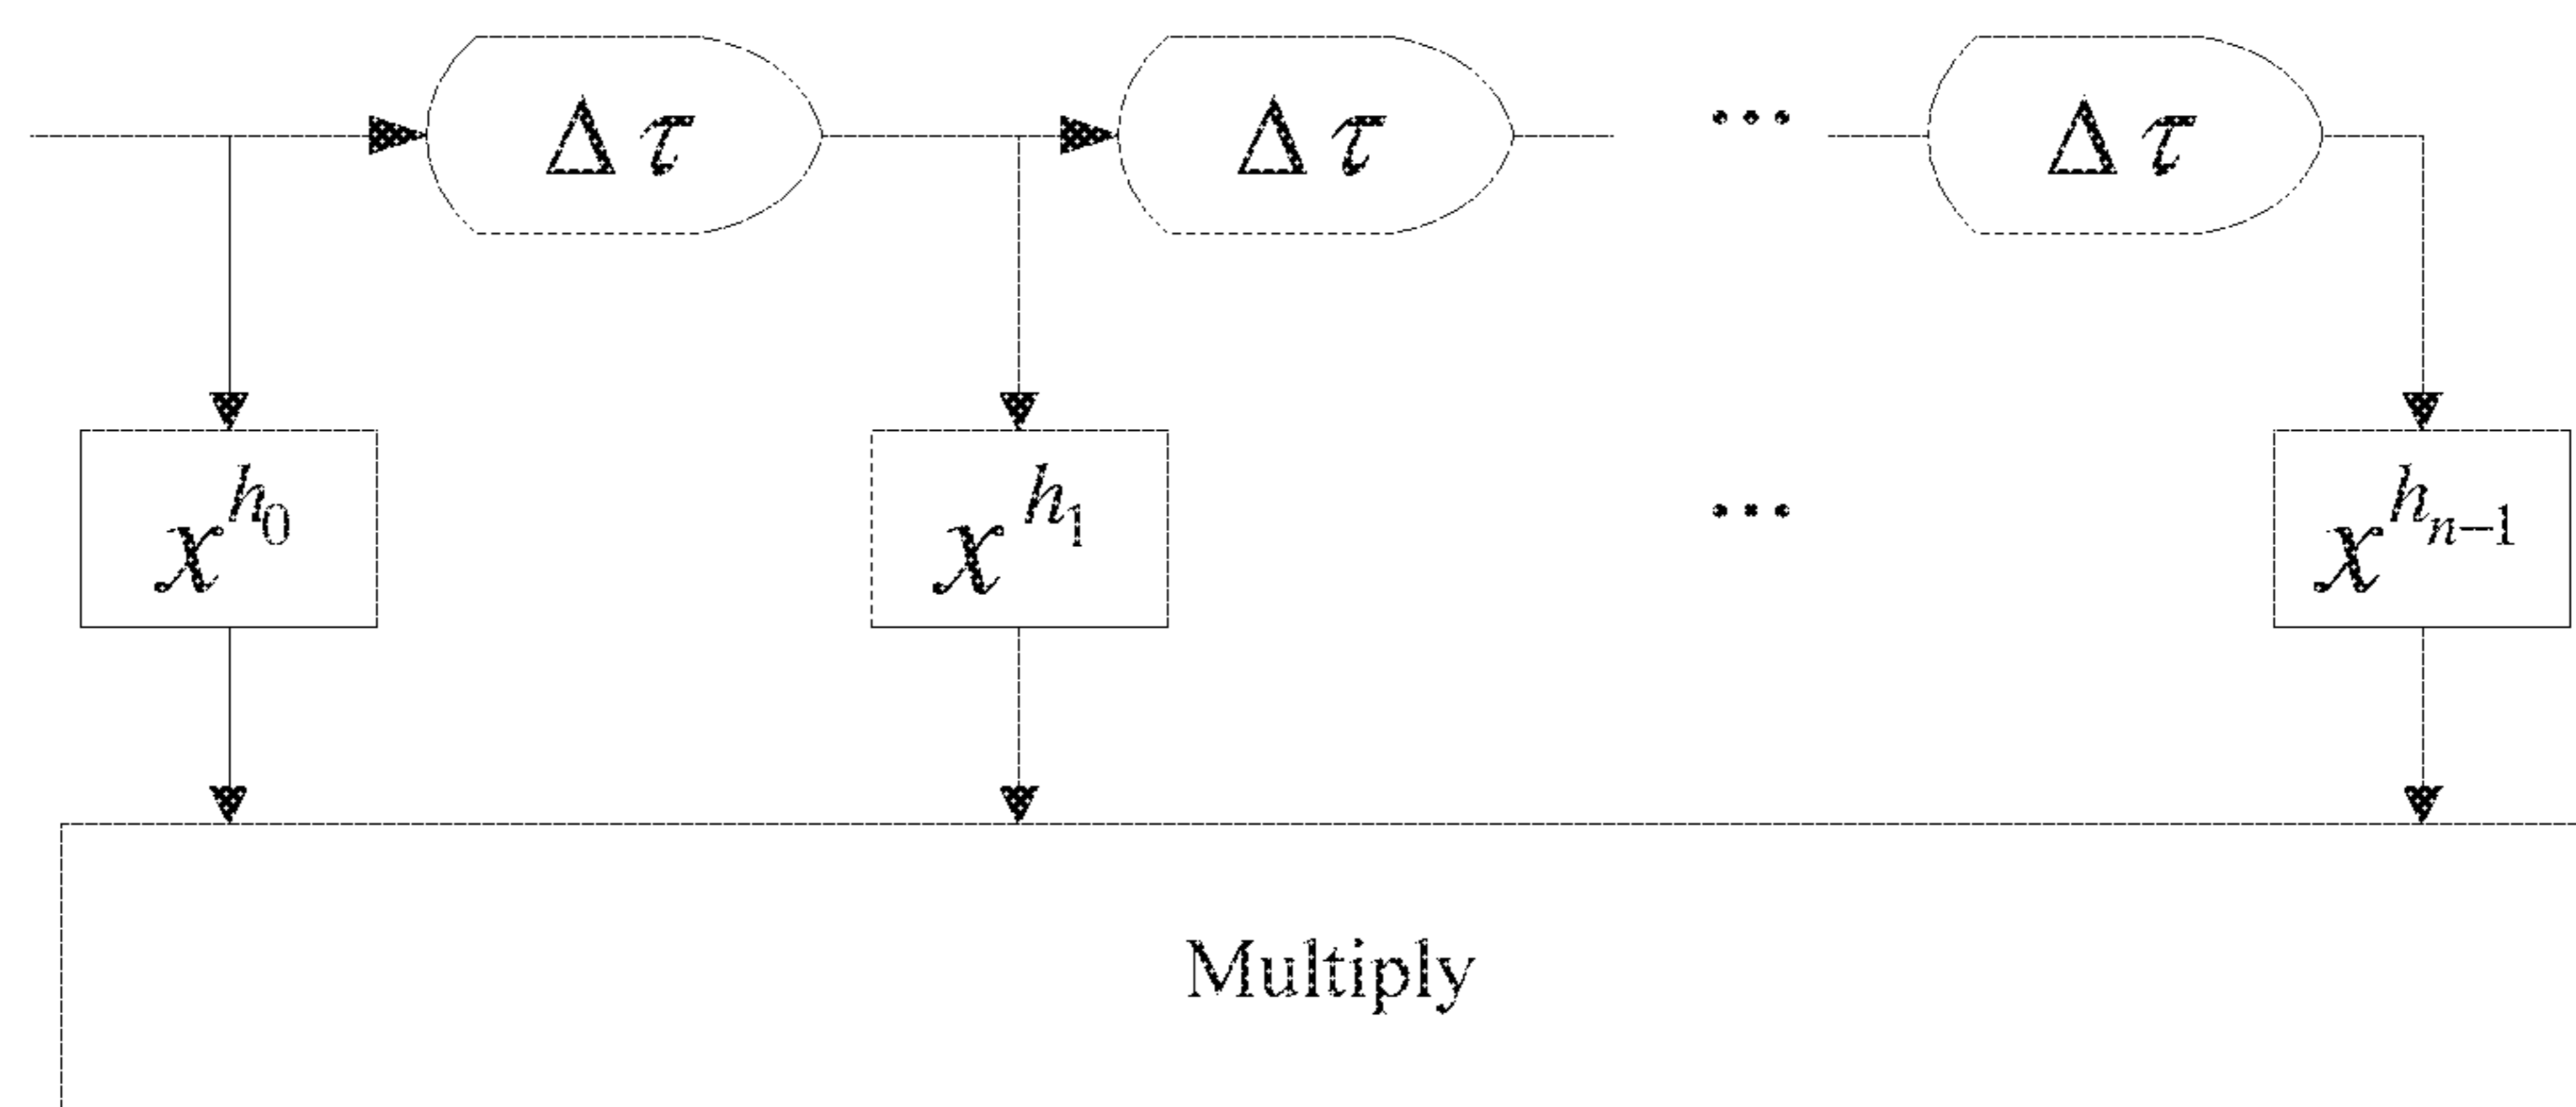 Δτ Δτ ... Δτ
x^{h_0} x^{h_1} ... x^{h_{n-1}}
Multiply